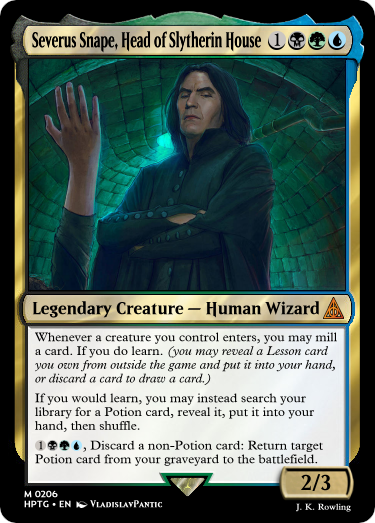 Severus Snape, Head of Slytherin House 1
Legendary Creature — Human Wizard
Whenever a creature you control enters, you may mill
a card. If you do learn. (you may reveal a Lesson card
you own from outside the game and put it into your hand,
or discard a card to draw a card.)
If you would learn, you may instead search your
library for a Potion card, reveal it, put it into your
hand, then shuffle.
1, Discard a non-Potion card: Return target
Potion card from your graveyard to the battlefield.
2/3
M 0206
HPTG • EN VladislavPantic
J. K. Rowling